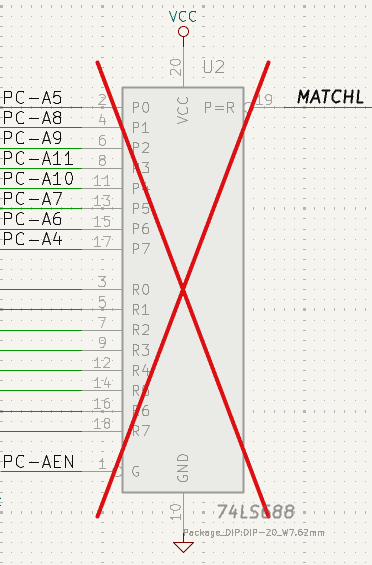 VCC
20
U2
PC-A5 2 P0 VCC P=R 19 MATCHL
PC-A8 4 P1
PC-A9 6 P2
PC-A11 8 P3
PC-A10 11 P4
PC-A7 13 P5
PC-A6 15 P6
PC-A4 17 P7
3 R0
5 R1
7 R2
9 R3
12 R4
14 R5
16 R6
18 R7
PC-AEN 1 G GND
10
74LS688
Package_DIP:DIP-20_W7.62mm